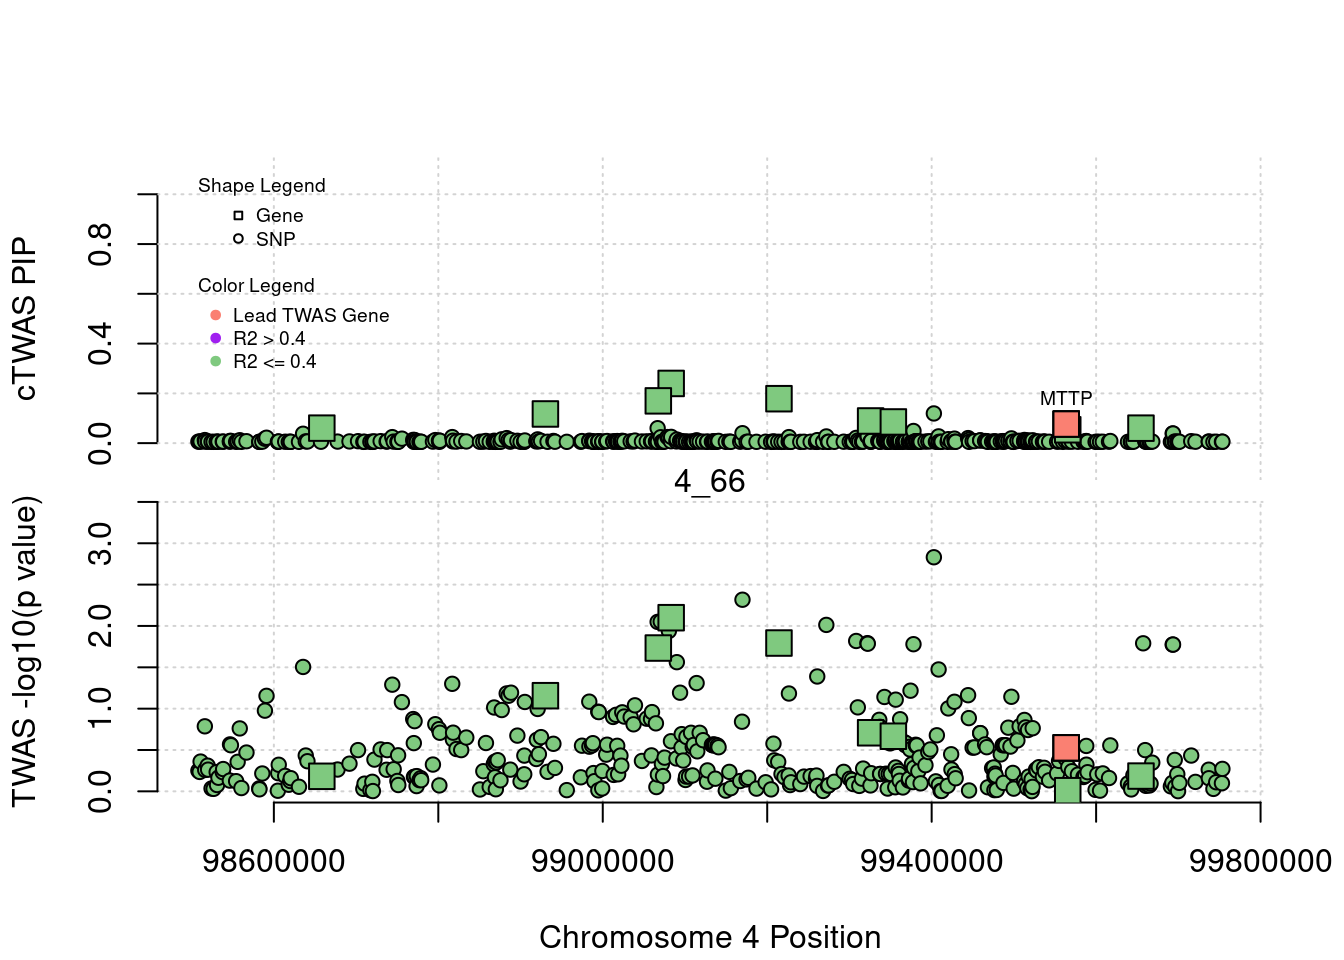 Shape Legend
Gene
SNP
Color Legend
Lead TWAS Gene
R2 > 0.4
R2 <= 0.4
cTWAS PIP
0.8
0.4
0.0
MTTP
4_66
TWAS -log10(p value)
3.0
2.0
1.0
0.0
98600000 99000000 99400000 99800000
Chromosome 4 Position